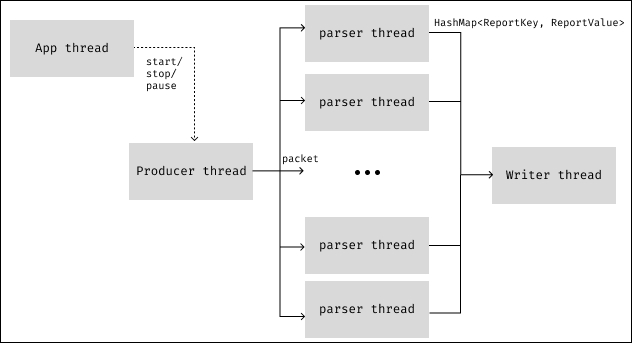 App thread
start/
stop/
pause
Producer thread
packet
parser thread
parser thread
parser thread
parser thread
HashMap<ReportKey, ReportValue>
Writer thread